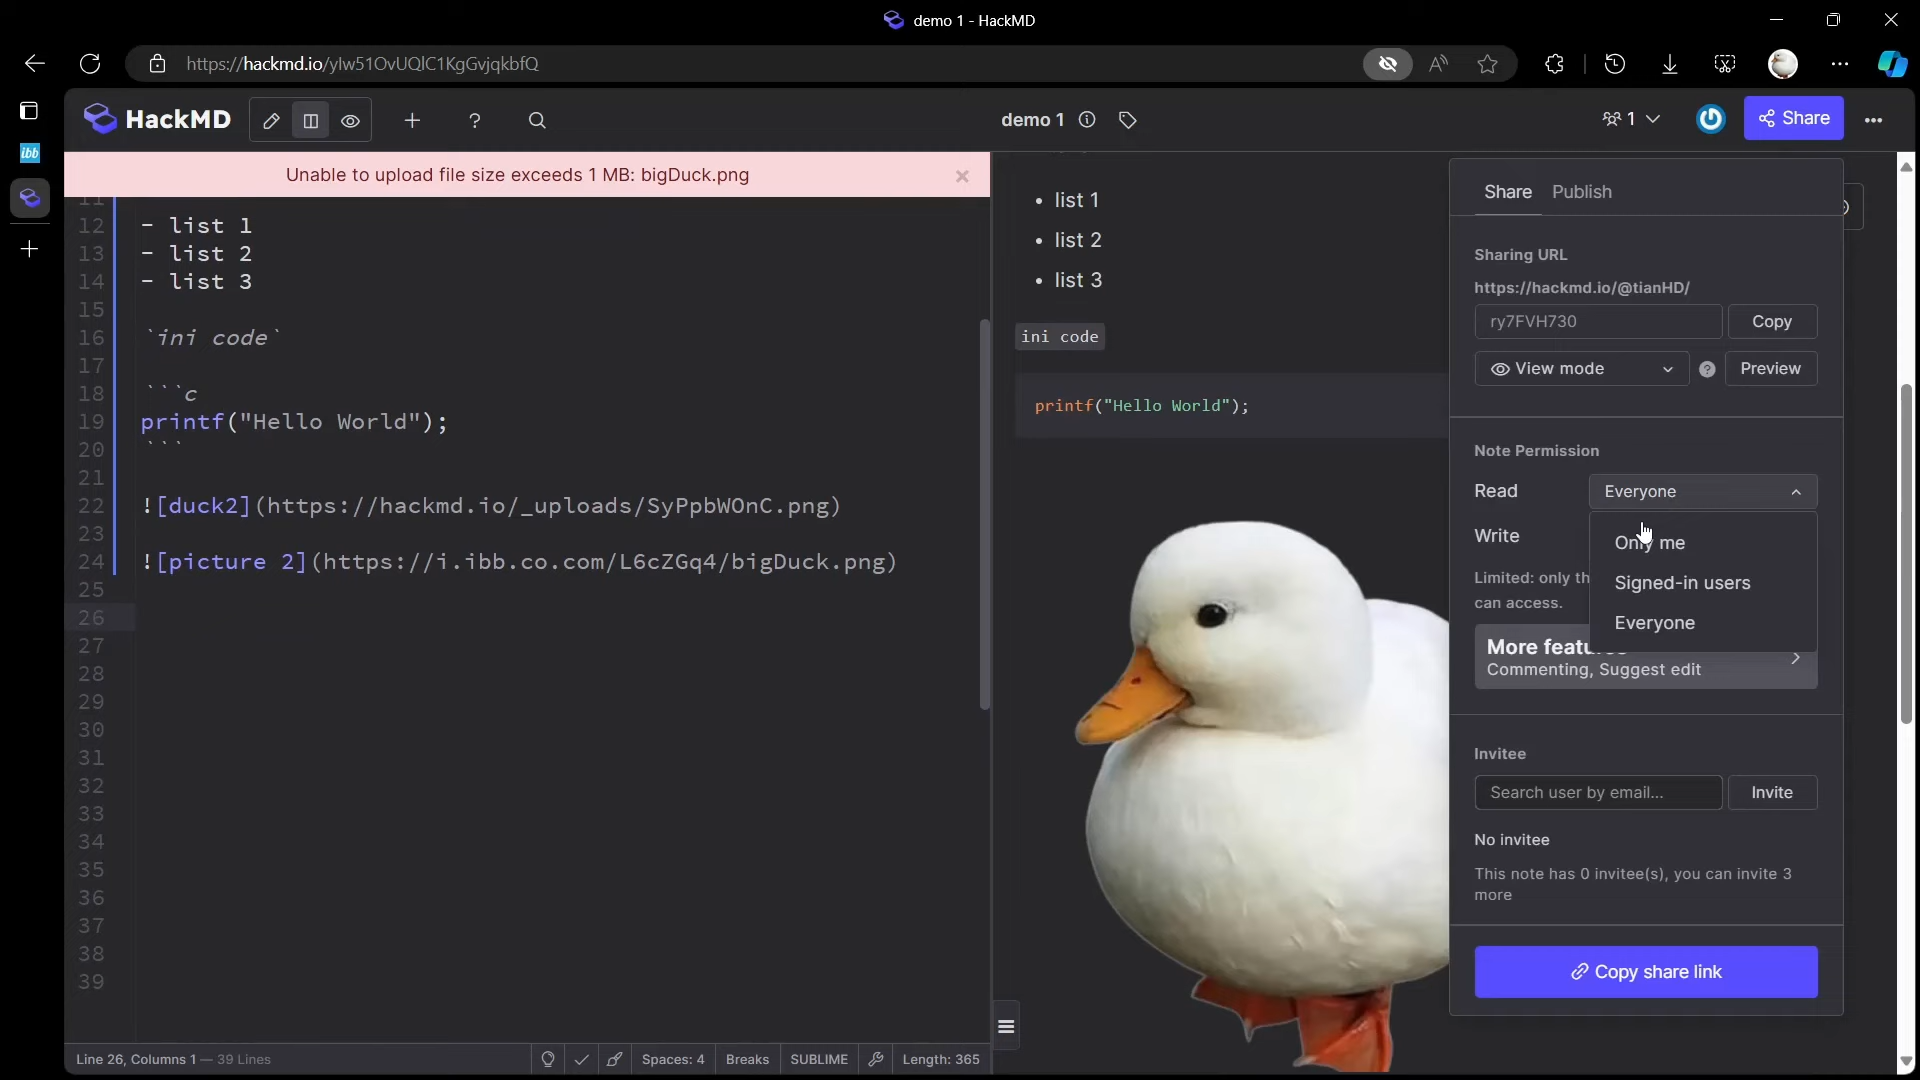 demo 1 - HackMD
https://hackmd.io/ylw51OvUQlC1KgGvjqkbfQ
ibb
HackMD
demo 1
1
Share
Unable to upload file size exceeds 1 MB: bigDuck.png
11
12 - list 1
13 - list 2
14 - list 3
15
16 `ini code`
17
18 ```c
19 printf("Hello World");
20 ```
21
22 ![duck2](https://hackmd.io/_uploads/SyPpbWOnC.png)
23
24 ![picture 2](https://i.ibb.co.com/L6cZGq4/bigDuck.png)
25
26
27
28
29
30
31
32
33
34
35
36
37
38
39
Line 26, Columns 1 — 39 Lines
Spaces: 4
Breaks
SUBLIME
Length: 365
• list 1
• list 2
• list 3
ini code
printf("Hello World");
Share Publish
Sharing URL
https://hackmd.io/@tianHD/
ry7FVH730 Copy
View mode ? Preview
Note Permission
Read Everyone
Write
Only me
Signed-in users
Everyone
Limited: only th
can access.
More featu
Commenting, Suggest edit
Invitee
Search user by email... Invite
No invitee
This note has 0 invitee(s), you can invite 3
more
Copy share link